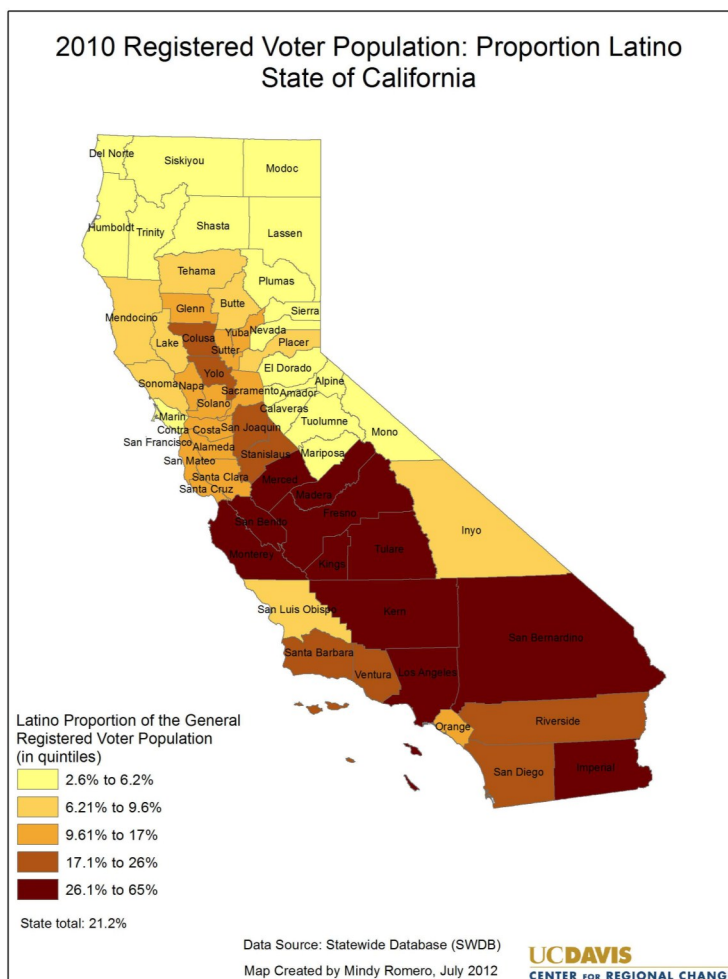 2010 Registered Voter Population: Proportion Latino
State of California
Del Norte
Siskiyou
Modoc
Humboldt
Trinity
Shasta
Lassen
Tehama
Plumas
Glenn
Butte
Sierra
Mendocino
Colusa
Yuba
Nevada
Lake
Sutter
Placer
Yolo
El Dorado
Sonoma
Napa
Sacramento
Alpine
Solano
Amador
Marin
Calaveras
Contra Costa
San Joaquin
Tuolumne
Mono
San Francisco
Alameda
Stanislaus
Mariposa
San Mateo
Santa Clara
Merced
Santa Cruz
Madera
San Benito
Fresno
Inyo
Monterey
Kings
Tulare
San Luis Obispo
Kern
San Bernardino
Santa Barbara
Ventura
Los Angeles
Orange
Riverside
San Diego
Imperial
Latino Proportion of the General
Registered Voter Population
(in quintiles)
2.6% to 6.2%
6.21% to 9.6%
9.61% to 17%
17.1% to 26%
26.1% to 65%
State total: 21.2%
Data Source: Statewide Database (SWDB)
Map Created by Mindy Romero, July 2012
UCDAVIS
CENTER FOR REGIONAL CHANG